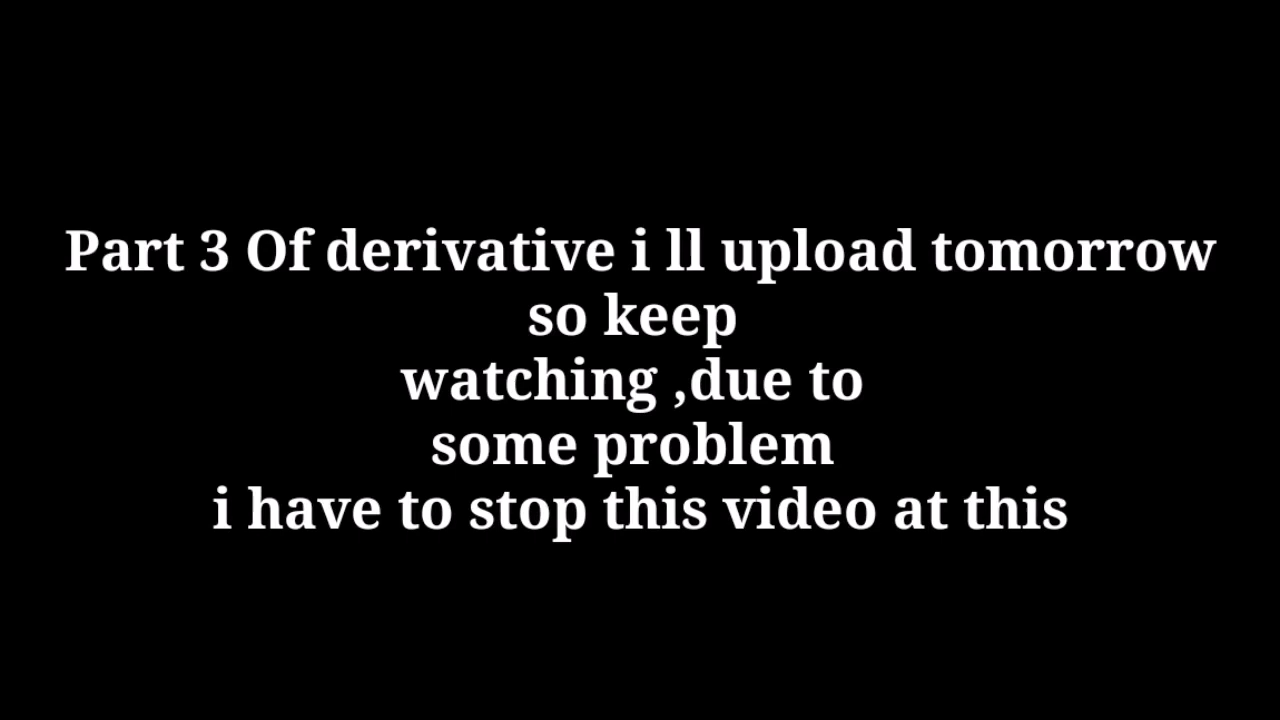 Part 3 Of derivative i ll upload tomorrow
so keep
watching ,due to
some problem
i have to stop this video at this